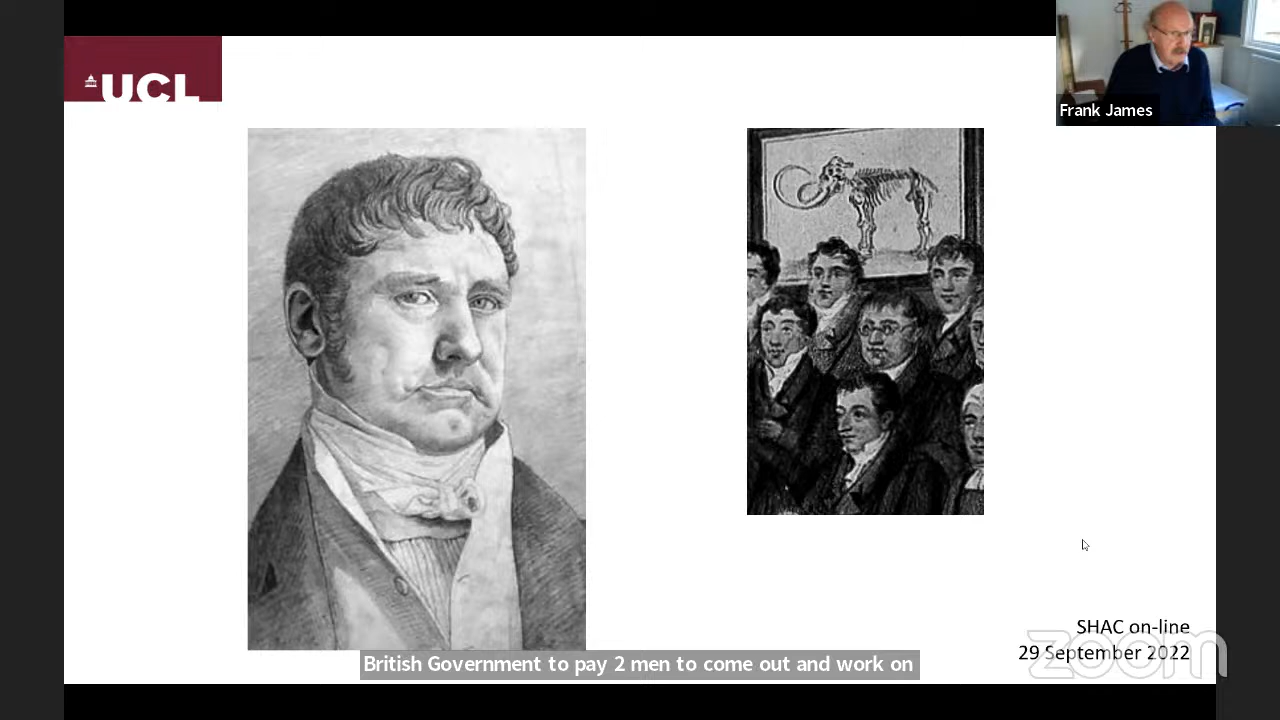 UCL
Frank James
British Government to pay 2 men to come out and work on
SHAC on-line
29 September 2022
zoom